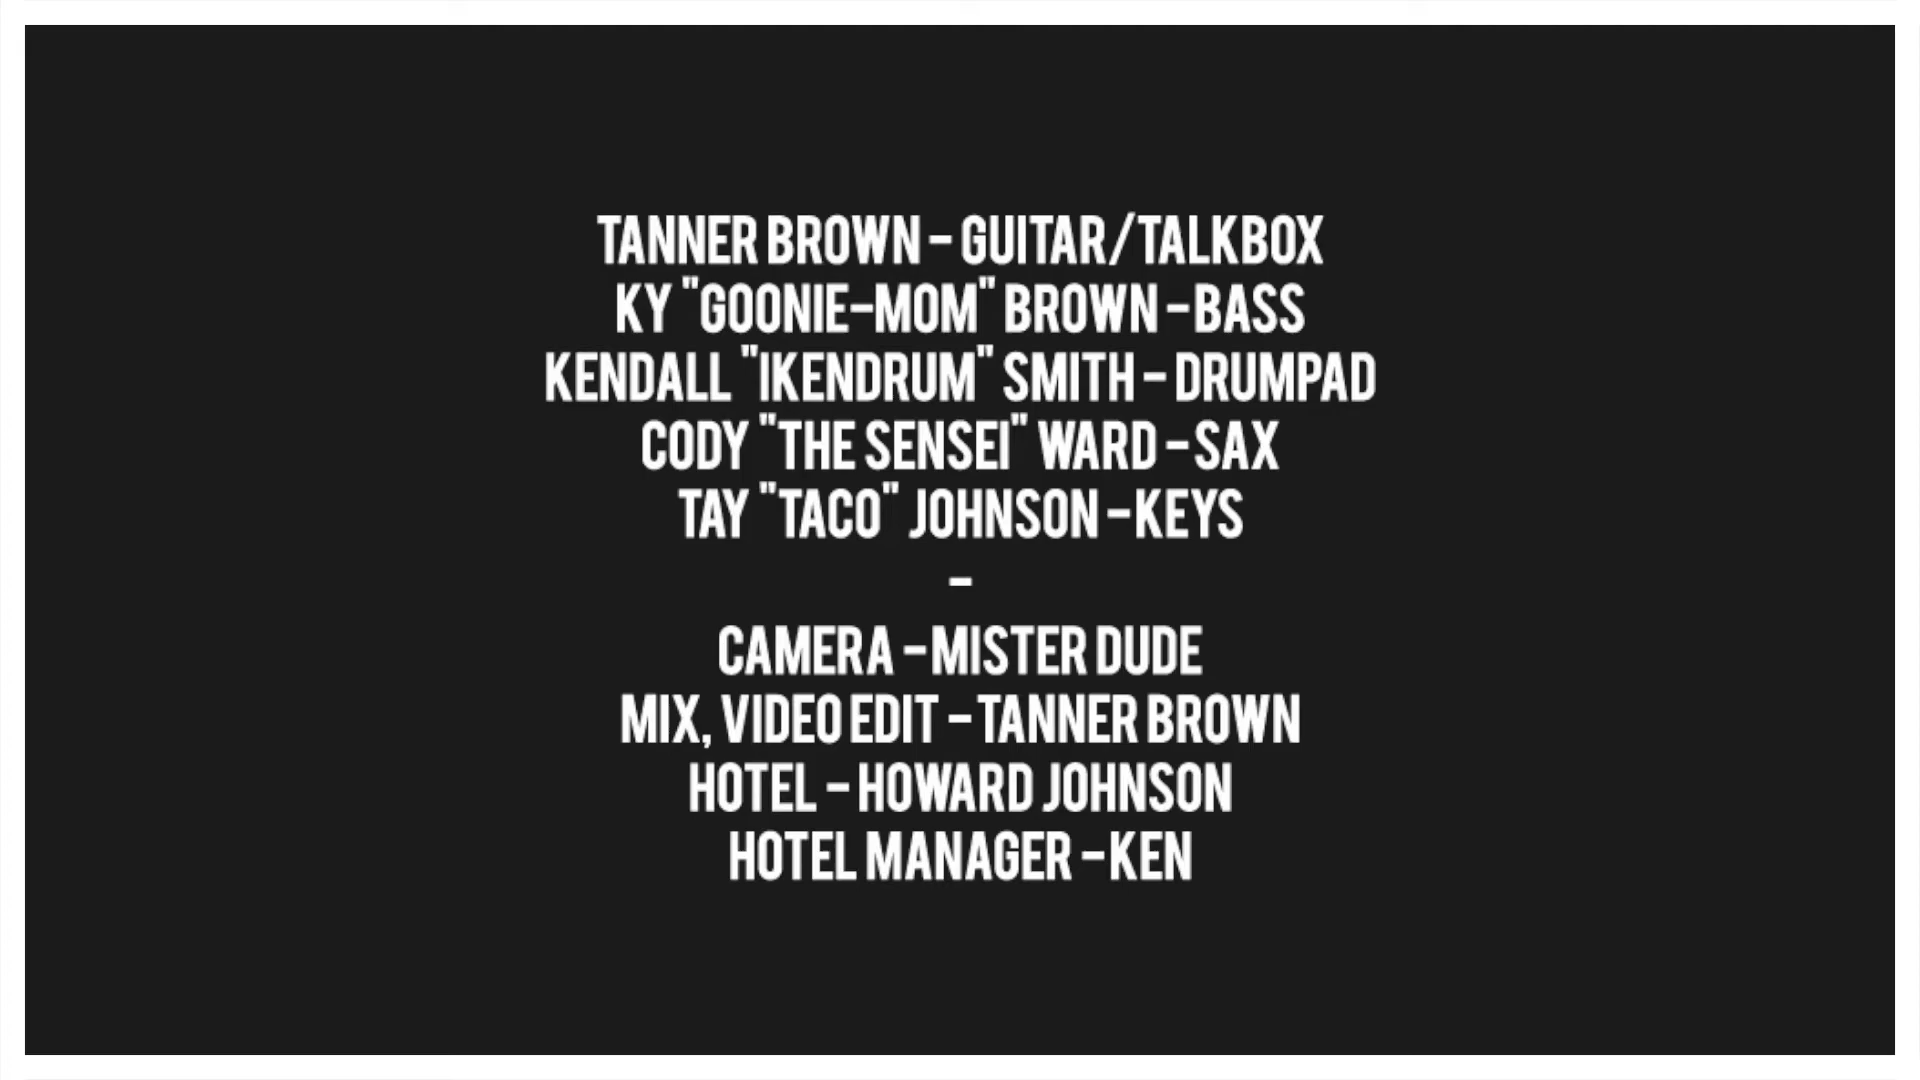 TANNER BROWN - GUITAR/TALKBOX
KY "GOONIE-MOM" BROWN -BASS
KENDALL "IKENDRUM" SMITH - DRUMPAD
CODY "THE SENSEI" WARD -SAX
TAY "TACO" JOHNSON -KEYS
-
CAMERA -MISTER DUDE
MIX, VIDEO EDIT -TANNER BROWN
HOTEL - HOWARD JOHNSON
HOTEL MANAGER -KEN